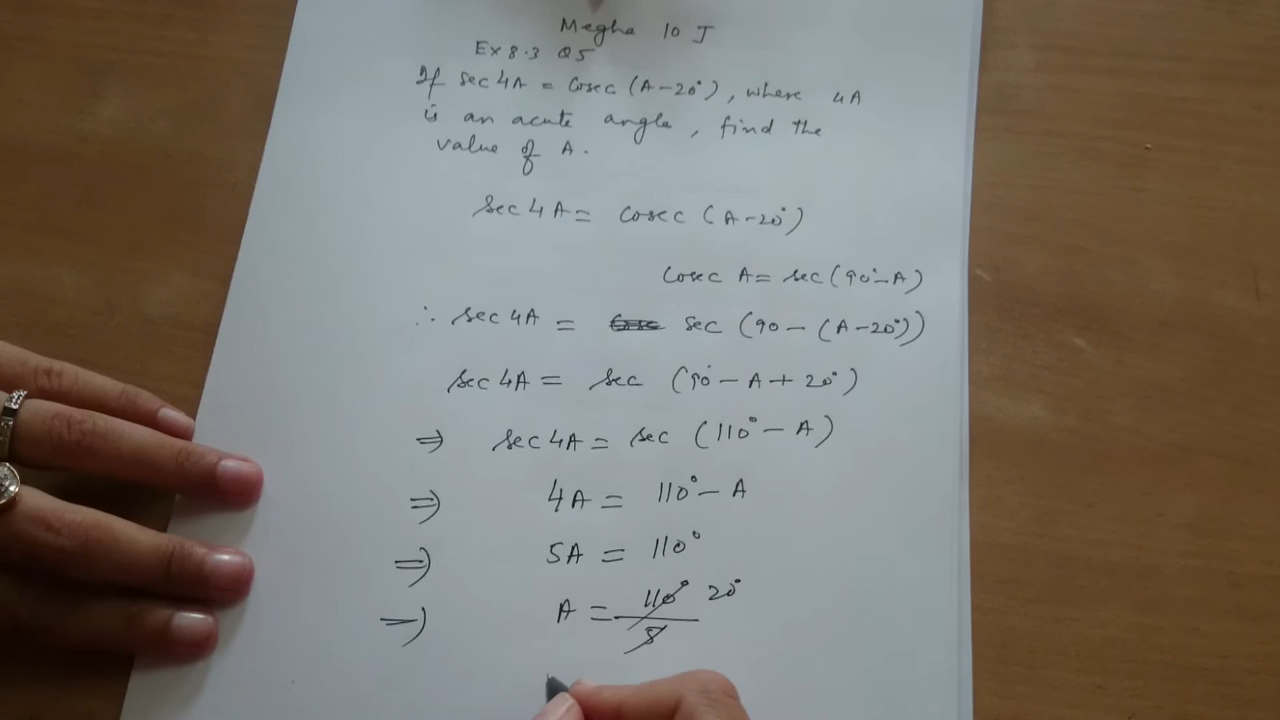 Megha 10 J
Ex 8.3 Q5
If sec 4A = Cosec (A-20°), where 4A
is an acute angle, find the
value of A.
sec 4A = cosec (A-20°)
Cosec A = sec (90°-A)
∴ sec 4A = sec (90 - (A-20°))
sec 4A = sec (90° - A + 20°)
⇒ sec 4A = sec (110° - A)
⇒ 4A = 110° - A
⇒ 5A = 110°
⇒ A = 110°/5 20°